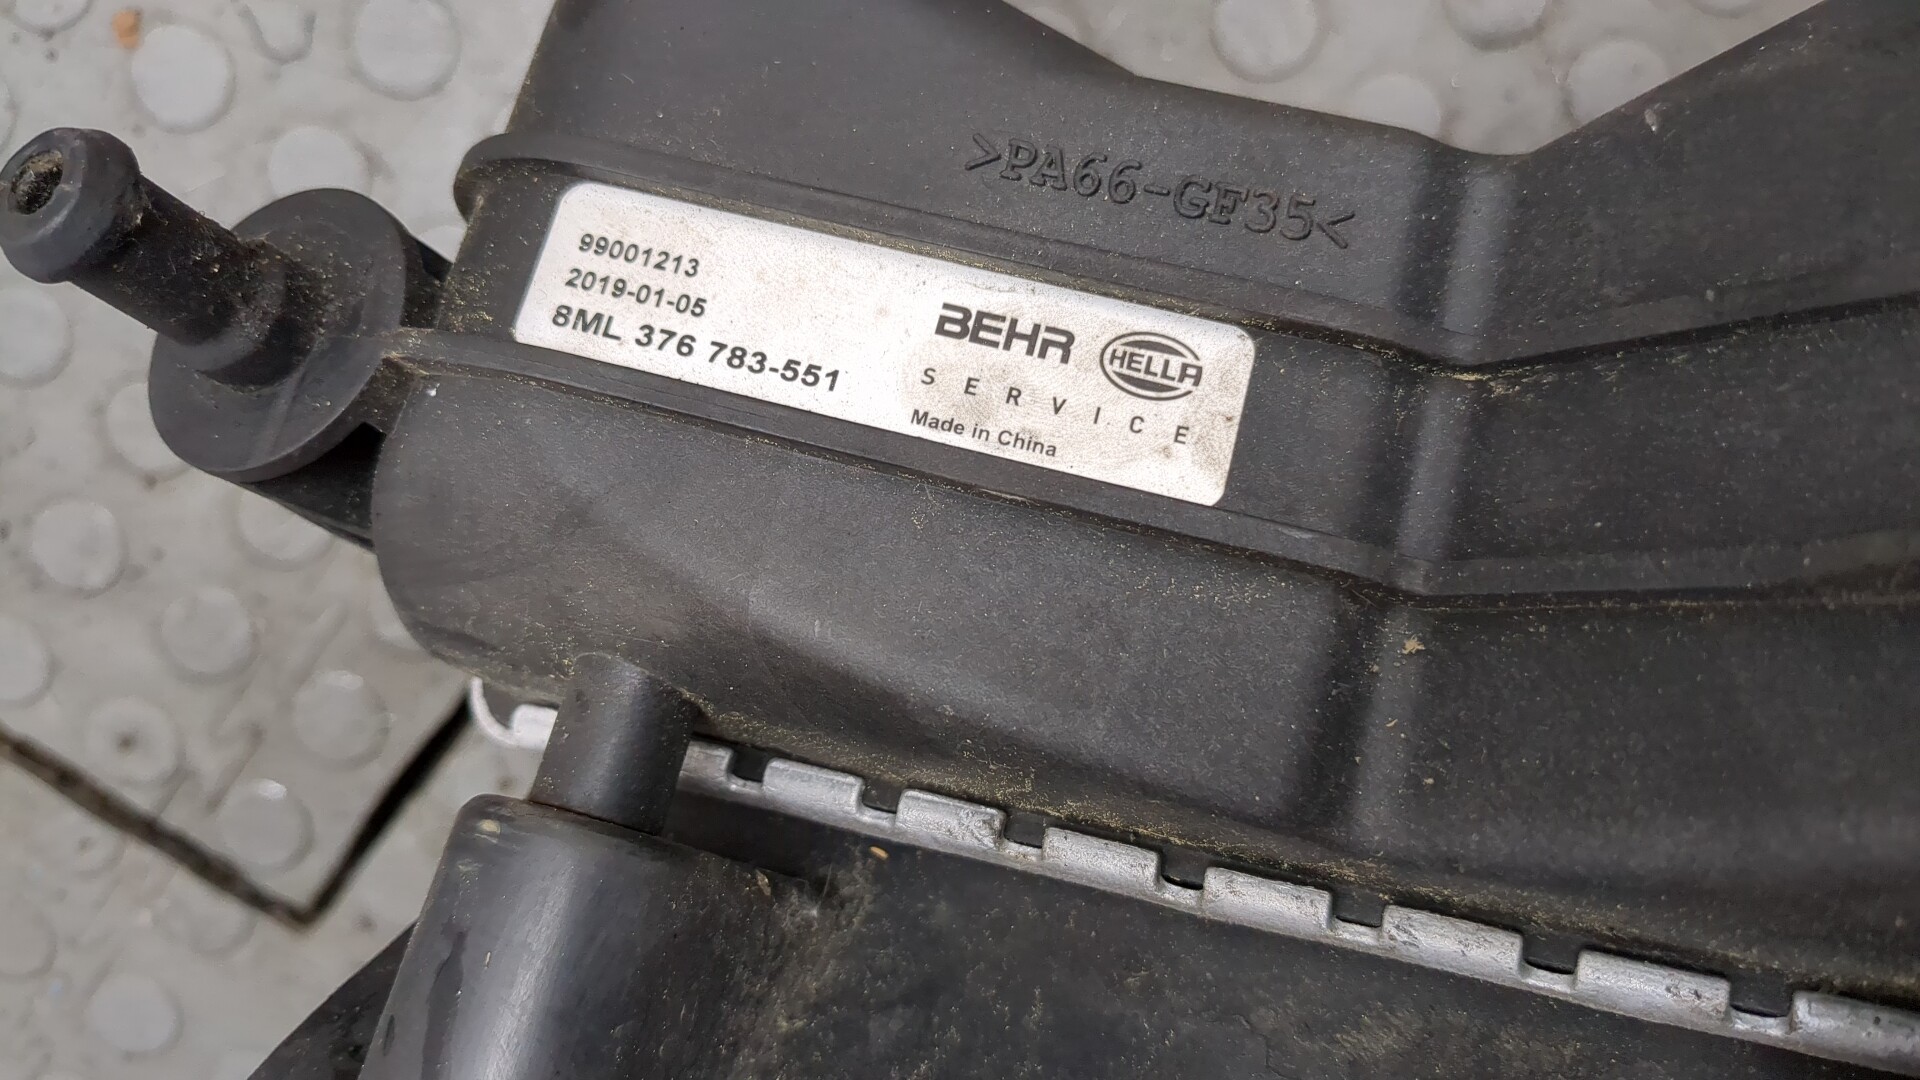 >PA66-GF35<
99001213
2019-01-05
8ML 376 783-551
BEHR HELLA
SERVICE
Made in China